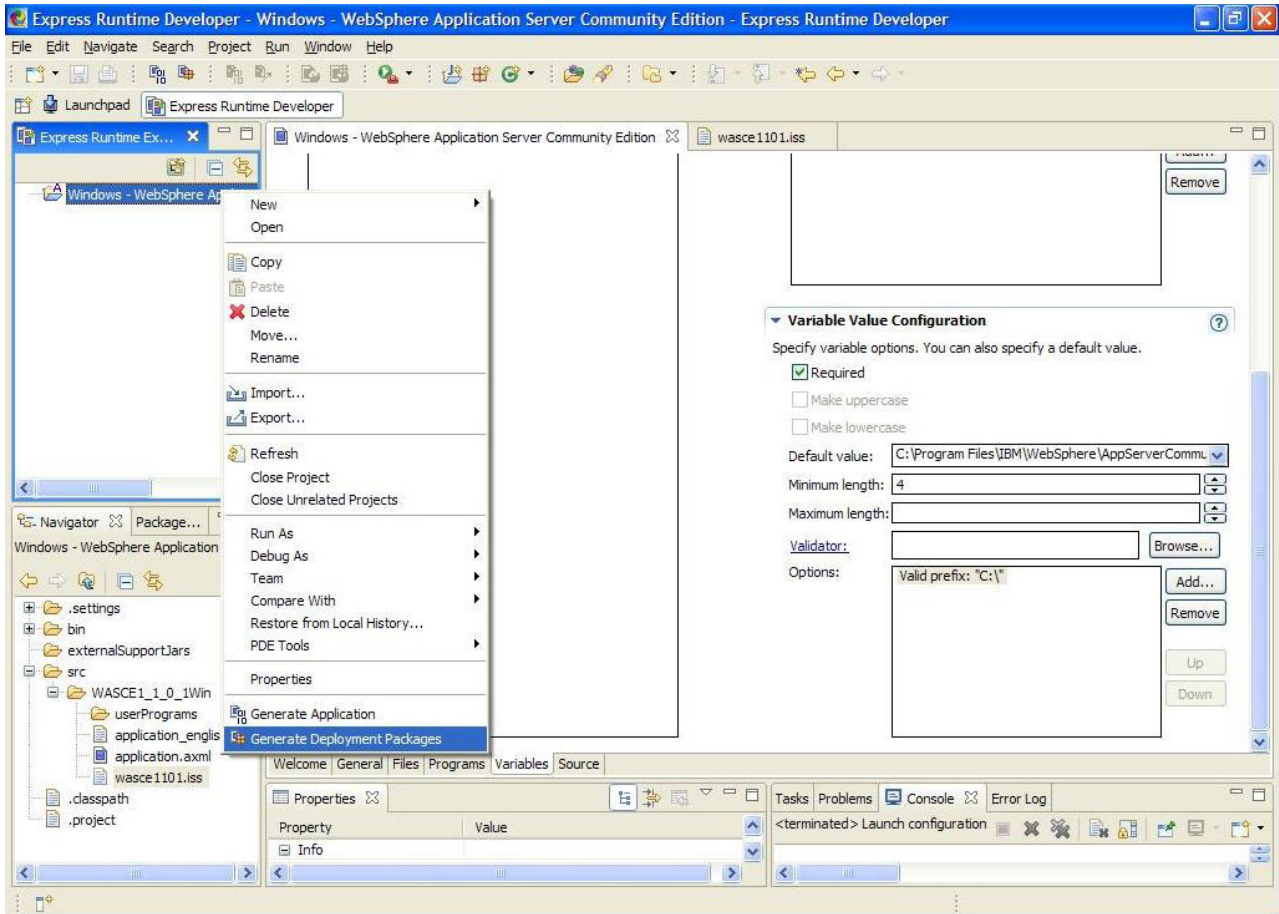 Express Runtime Developer - Windows - WebSphere Application Server Community Edition - Express Runtime Developer
File Edit Navigate Search Project Run Window Help
Launchpad Express Runtime Developer
Express Runtime Ex...
Windows - WebSphere Ap
New
Open
Copy
Paste
Delete
Move...
Rename
Import...
Export...
Refresh
Close Project
Close Unrelated Projects
Run As
Debug As
Team
Compare With
Restore from Local History...
PDE Tools
Properties
Generate Application
Generate Deployment Packages
Navigator Package...
Windows - WebSphere Application
.settings
bin
externalSupportJars
src
WASCE1_1_0_1Win
userPrograms
application_englis
application.axml
wasce1101.iss
.classpath
.project
Windows - WebSphere Application Server Community Edition wasce1101.iss
Remove
Variable Value Configuration
Specify variable options. You can also specify a default value.
Required
Make uppercase
Make lowercase
Default value: C:\Program Files\IBM\WebSphere\AppServerCommu
Minimum length: 4
Maximum length:
Validator: Browse...
Options: Valid prefix: "C:\" Add...
Remove
Up
Down
Welcome General Files Programs Variables Source
Properties
Property Value
Info
Tasks Problems Console Error Log
<terminated> Launch configuration